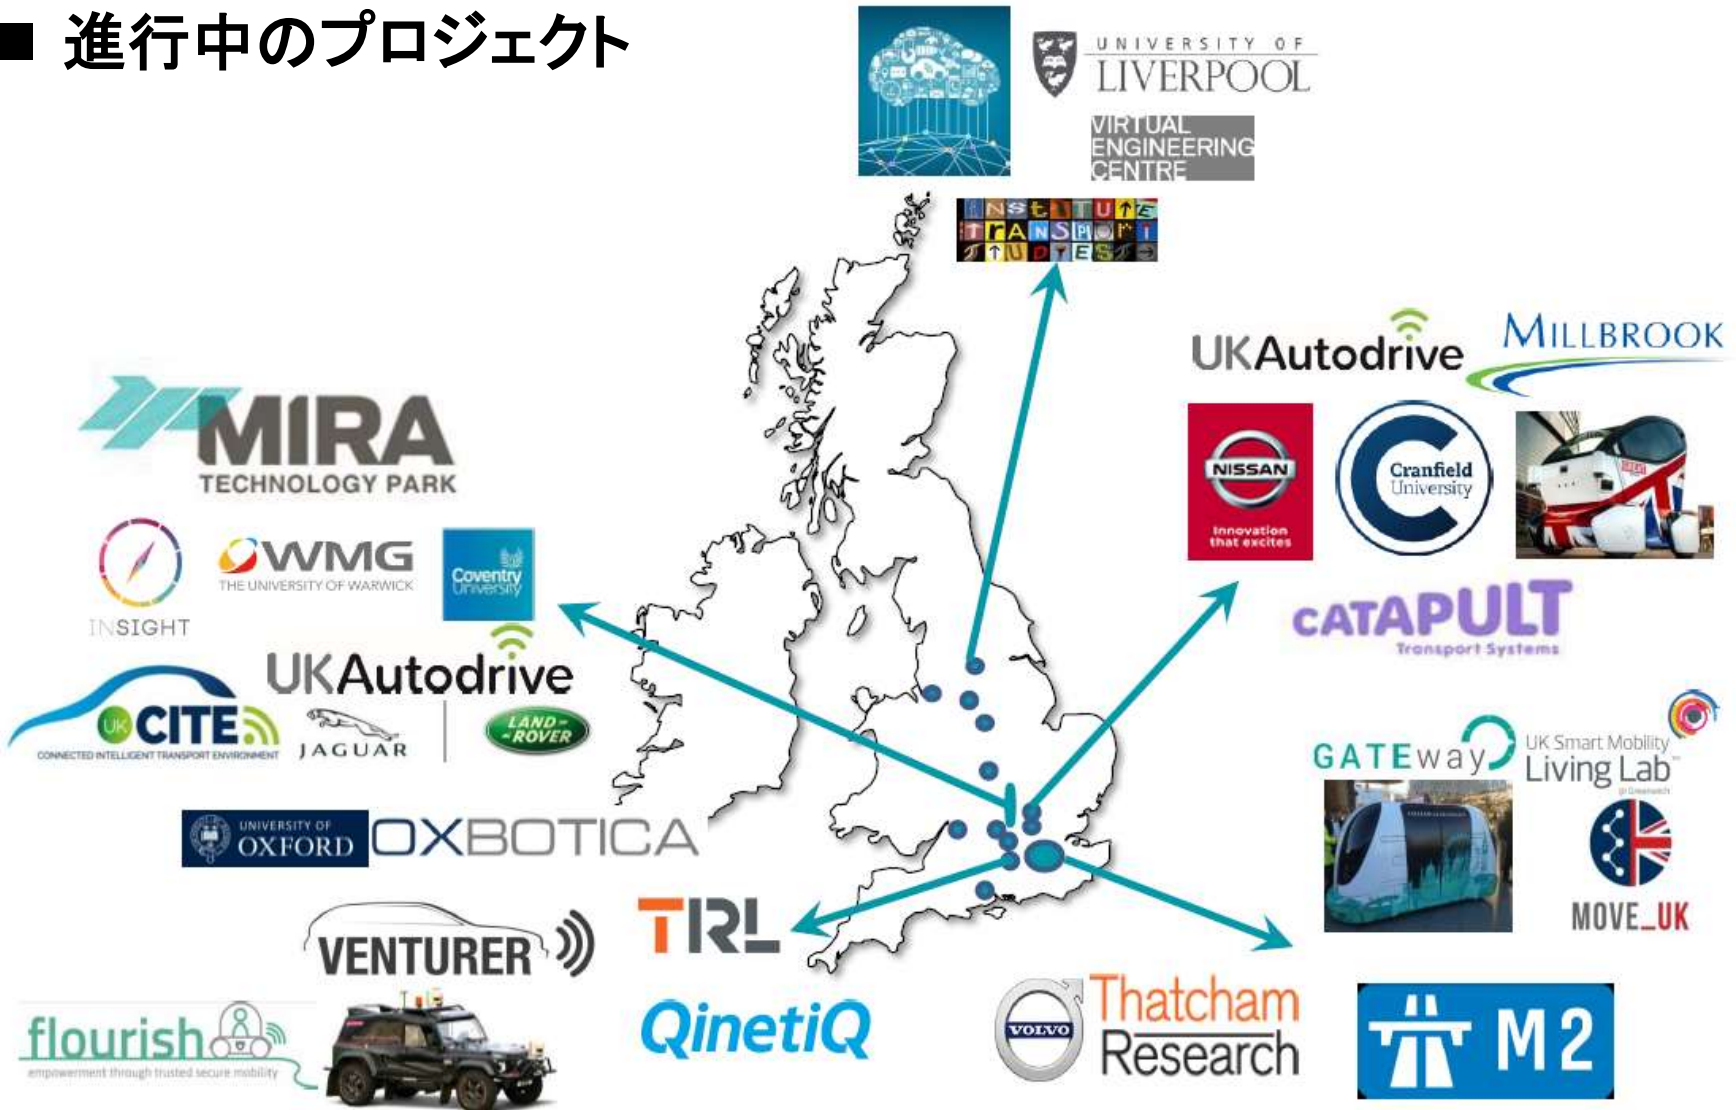 ■ 進行中のプロジェクト
UNIVERSITY OF
LIVERPOOL
VIRTUAL
ENGINEERING
CENTRE
INSTITUTE
TRANSPORT
STUDIES
UKAutodrive
MILLBROOK
NISSAN
Innovation
that excites
Cranfield
University
CATAPULT
Transport Systems
MIRA
TECHNOLOGY PARK
INSIGHT
WMG
THE UNIVERSITY OF WARWICK
Coventry
University
UKAutodrive
UK CITE
CONNECTED INTELLIGENT TRANSPORT ENVIRONMENT
JAGUAR
LAND-
-ROVER
GATEway
UK Smart Mobility
Living Lab
@ Greenwich
MOVE_UK
UNIVERSITY OF
OXFORD
OXBOTICA
VENTURER
TRL
flourish
empowerment through trusted secure mobility
QinetiQ
VOLVO
Thatcham
Research
M2